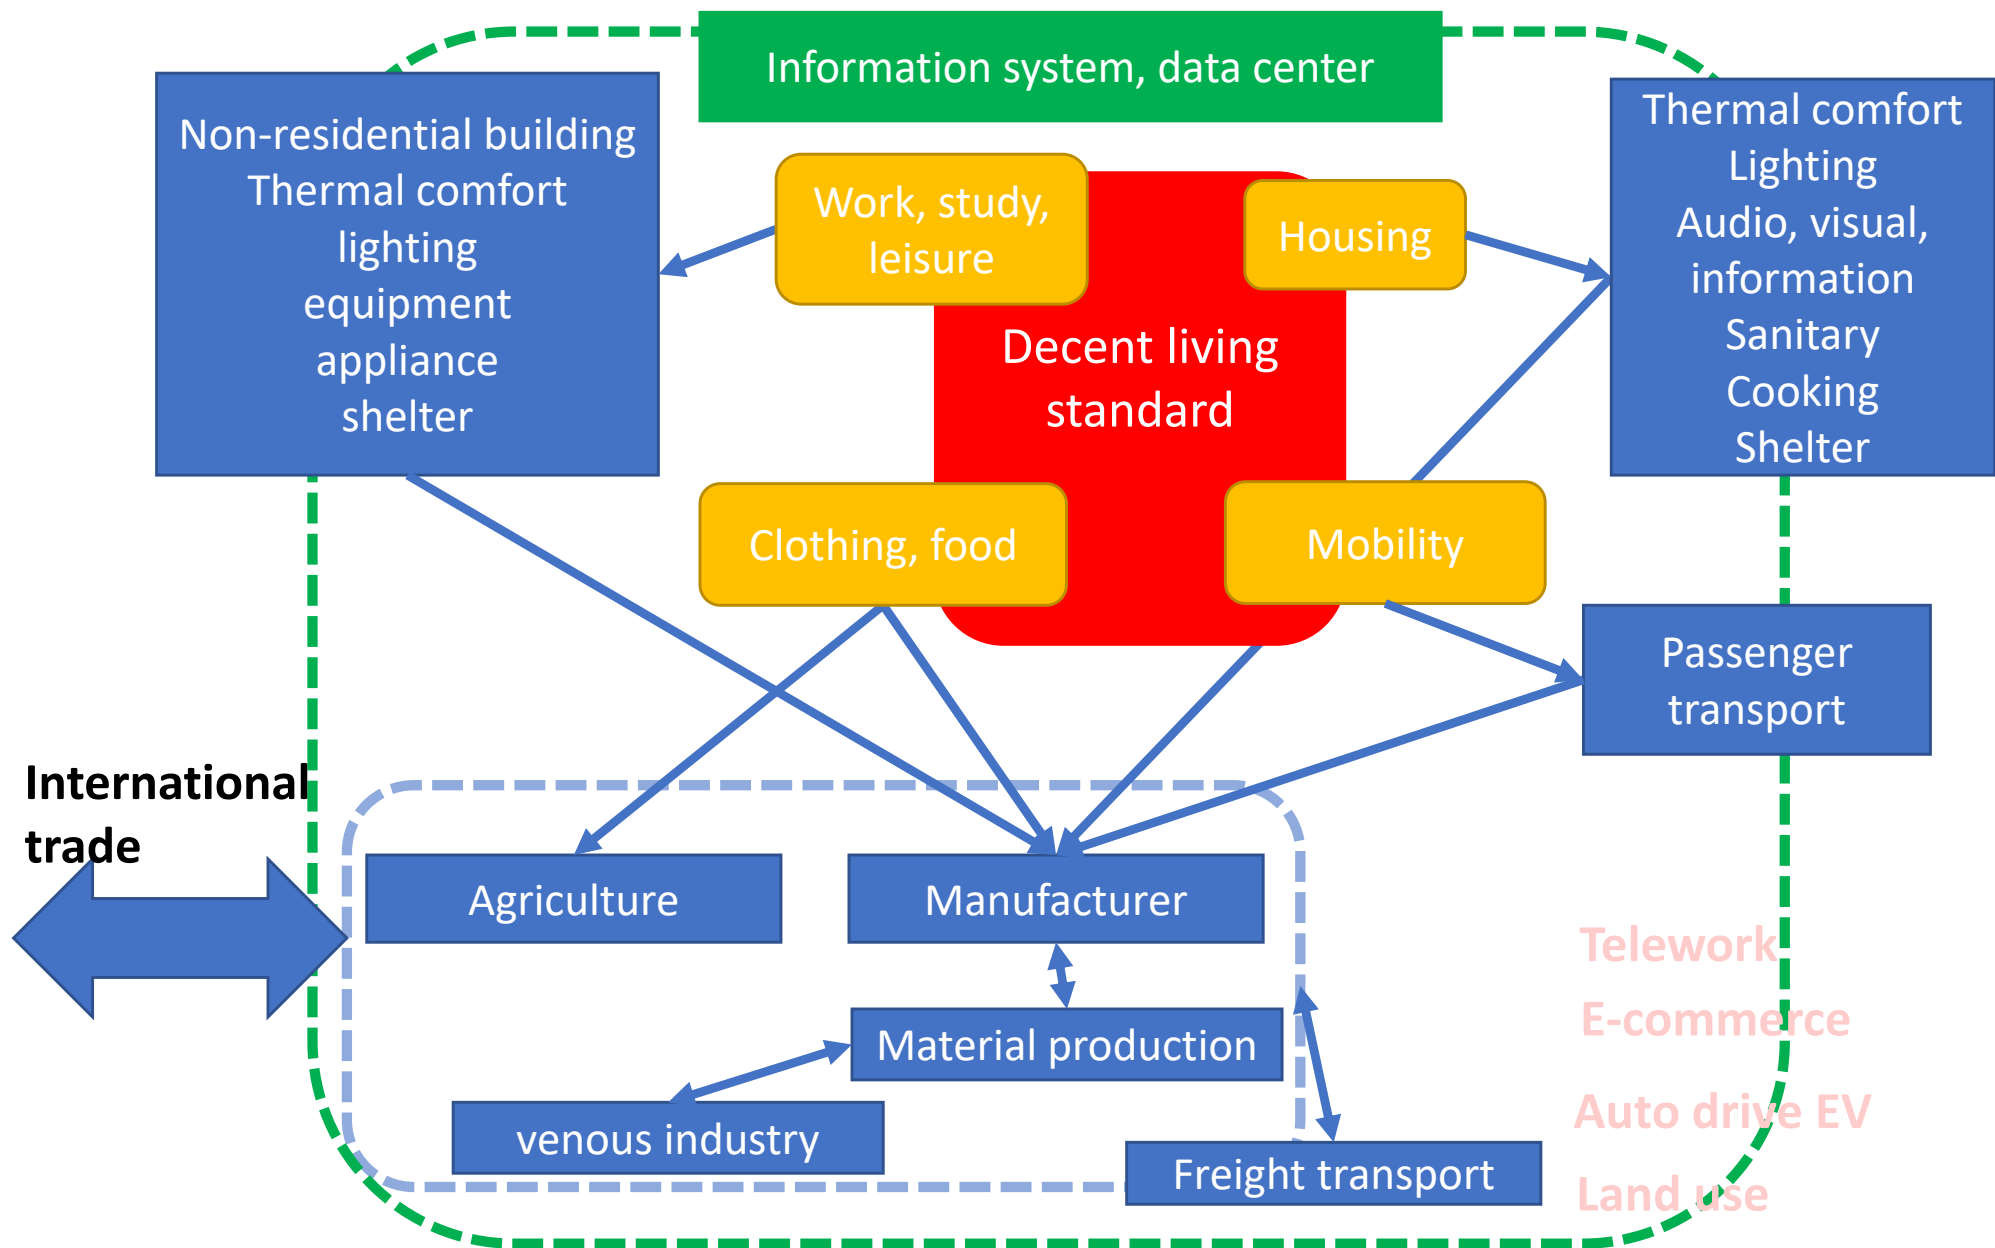 Information system, data center
Non-residential building
Thermal comfort
lighting
equipment
appliance
shelter
Work, study,
leisure
Housing
Thermal comfort
Lighting
Audio, visual,
information
Sanitary
Cooking
Shelter
Decent living
standard
Clothing, food
Mobility
Passenger
transport
International
trade
Agriculture
Manufacturer
Material production
venous industry
Freight transport
Telework
E-commerce
Auto drive EV
Land use